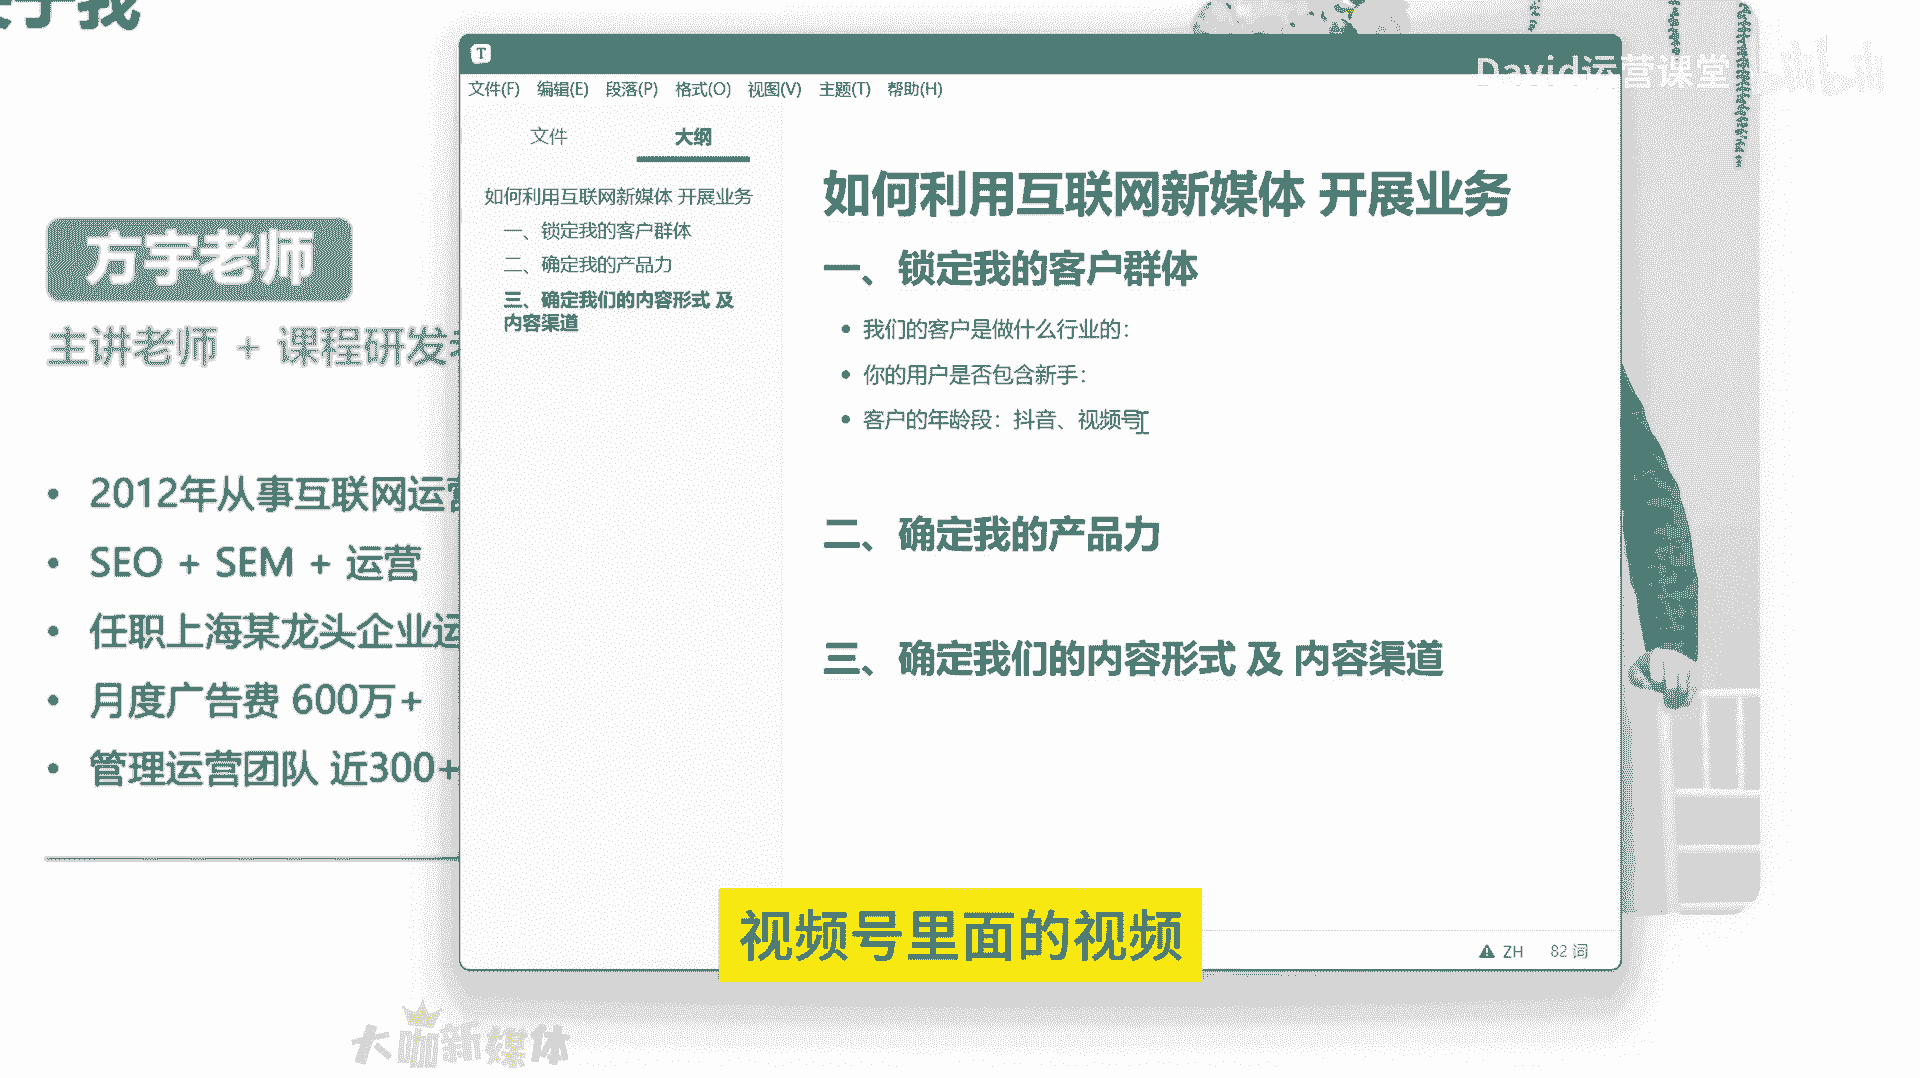 David运营课堂
文件(F) 编辑(E) 段落(P) 格式(O) 视图(V) 主题(T) 帮助(H)
文件 大纲
如何利用互联网新媒体 开展业务
一、锁定我的客户群体
二、确定我的产品力
三、确定我们的内容形式 及
内容渠道
如何利用互联网新媒体 开展业务
一、锁定我的客户群体
我们的客户是做什么行业的：
你的用户是否包含新手：
客户的年龄段：抖音、视频号
二、确定我的产品力
三、确定我们的内容形式 及 内容渠道
ZH 82 词
方宇老师
主讲老师 + 课程研发
• 2012年从事互联网运营
• SEO + SEM + 运营
• 任职上海某龙头企业运
• 月度广告费 600万+
• 管理运营团队 近300+
视频号里面的视频
大咖新媒体